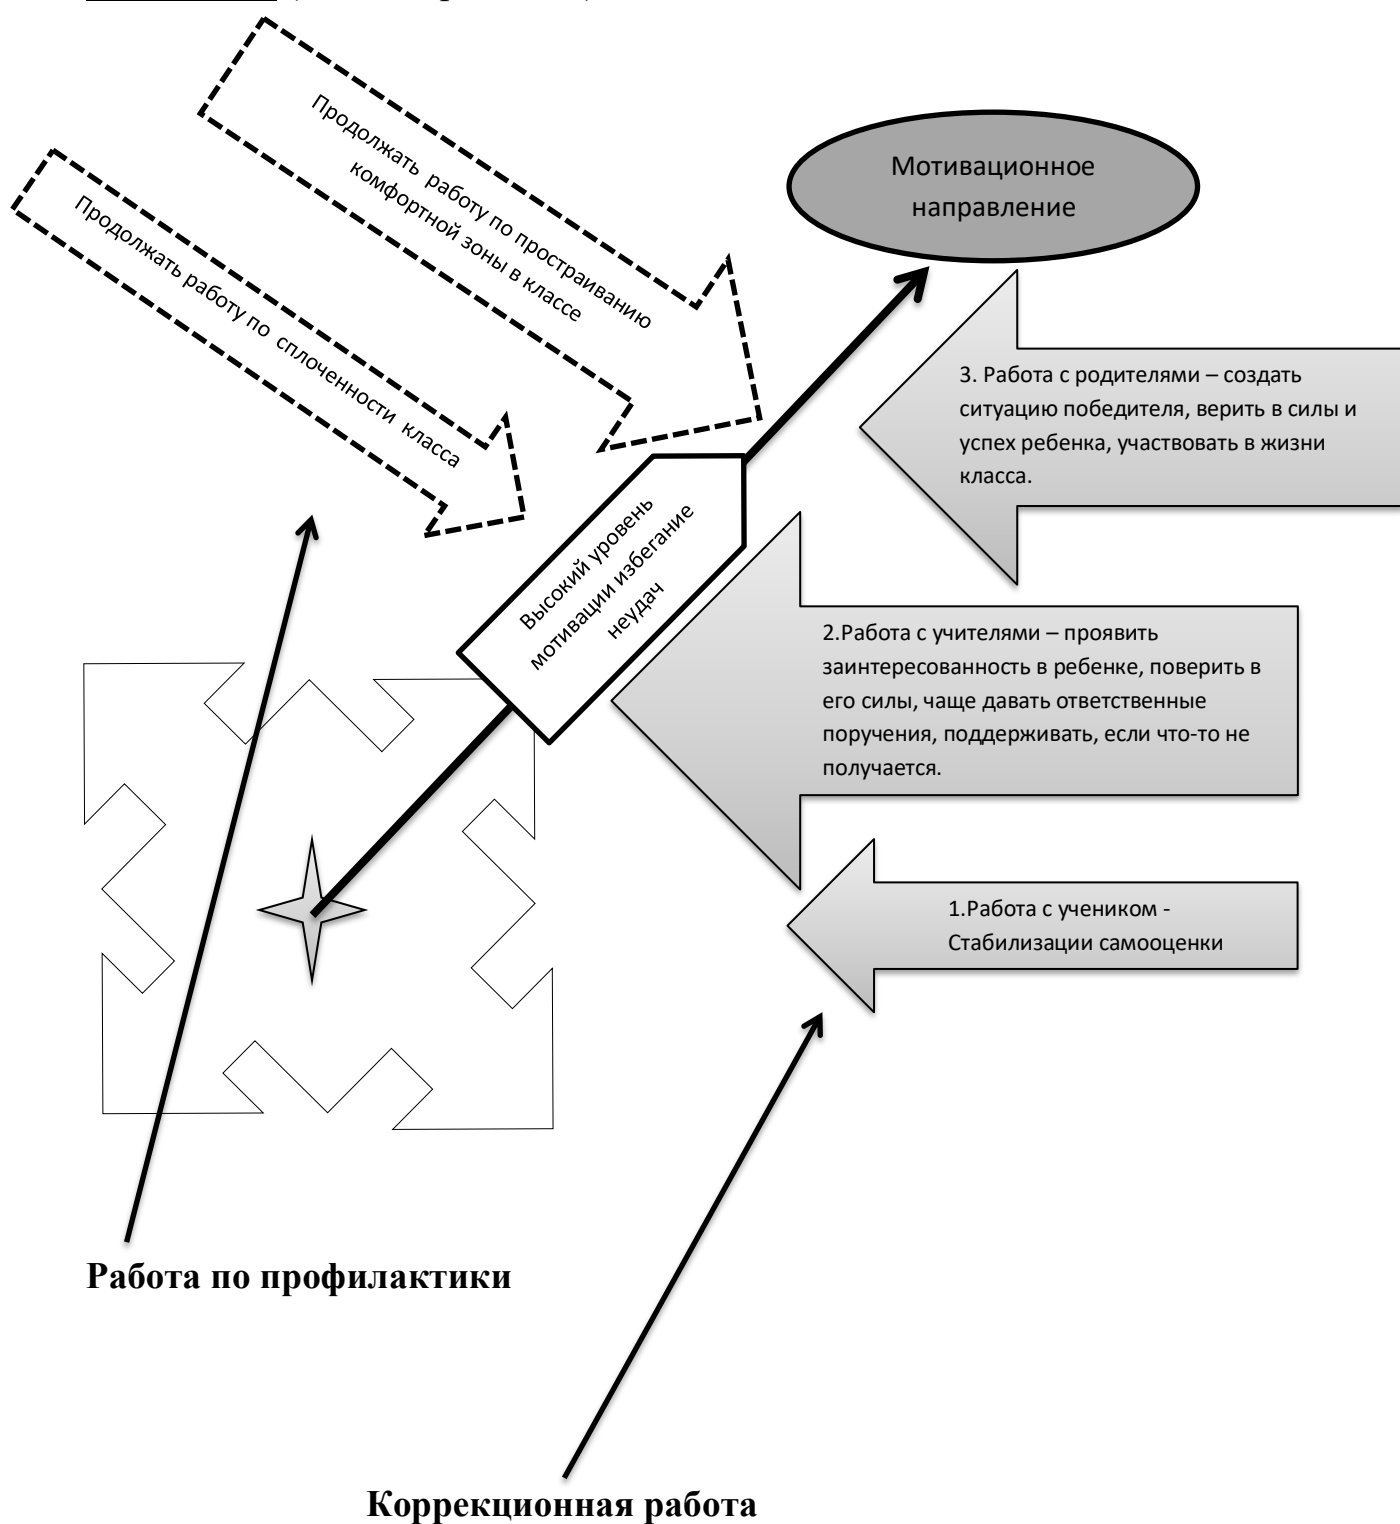 Продолжать работу по простраиванию
комфортной зоны в классе
Продолжать работу по сплоченности класса
Мотивационное
направление
3. Работа с родителями – создать
ситуацию победителя, верить в силы и
успех ребенка, участвовать в жизни
класса.
Высокий уровень
мотивации избегание
неудач
2.Работа с учителями – проявить
заинтересованность в ребенке, поверить в
его силы, чаще давать ответственные
поручения, поддерживать, если что-то не
получается.
1.Работа с учеником -
Стабилизации самооценки
Работа по профилактики
Коррекционная работа